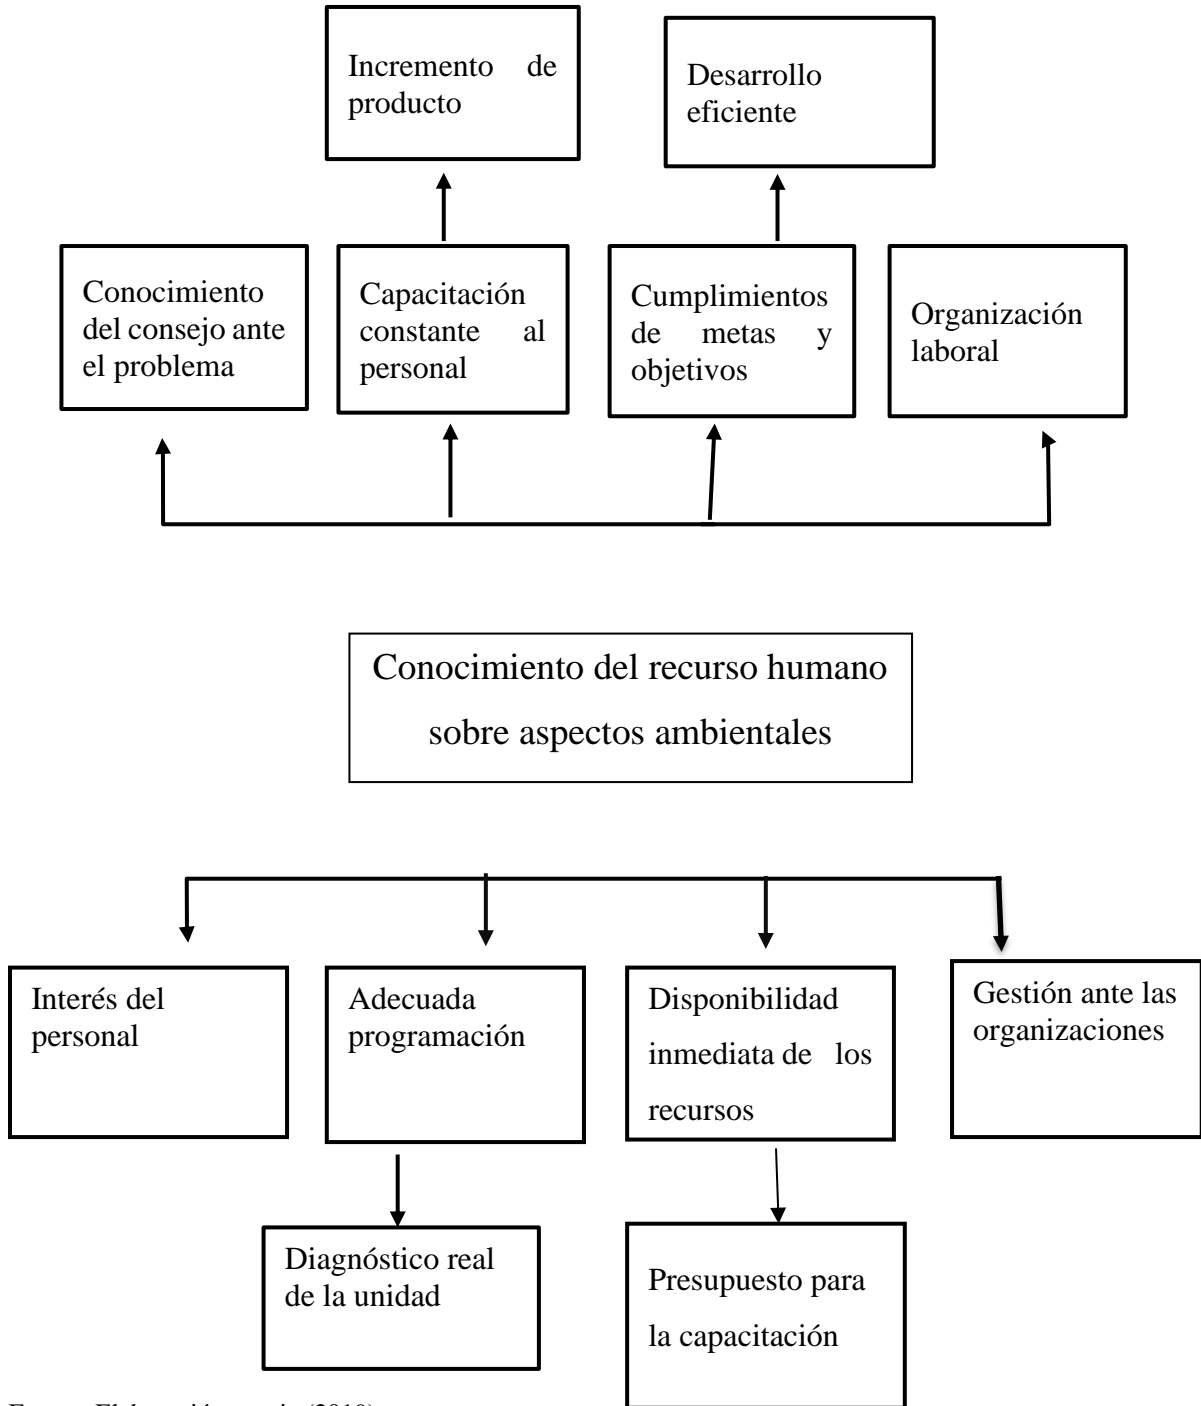 Incremento de
producto
Desarrollo
eficiente
Conocimiento
del consejo ante
el problema
Capacitación
constante al
personal
Cumplimientos
de metas y
objetivos
Organización
laboral
Conocimiento del recurso humano
sobre aspectos ambientales
Interés del
personal
Adecuada
programación
Disponibilidad
inmediata de los
recursos
Gestión ante las
organizaciones
Diagnóstico real
de la unidad
Presupuesto para
la capacitación